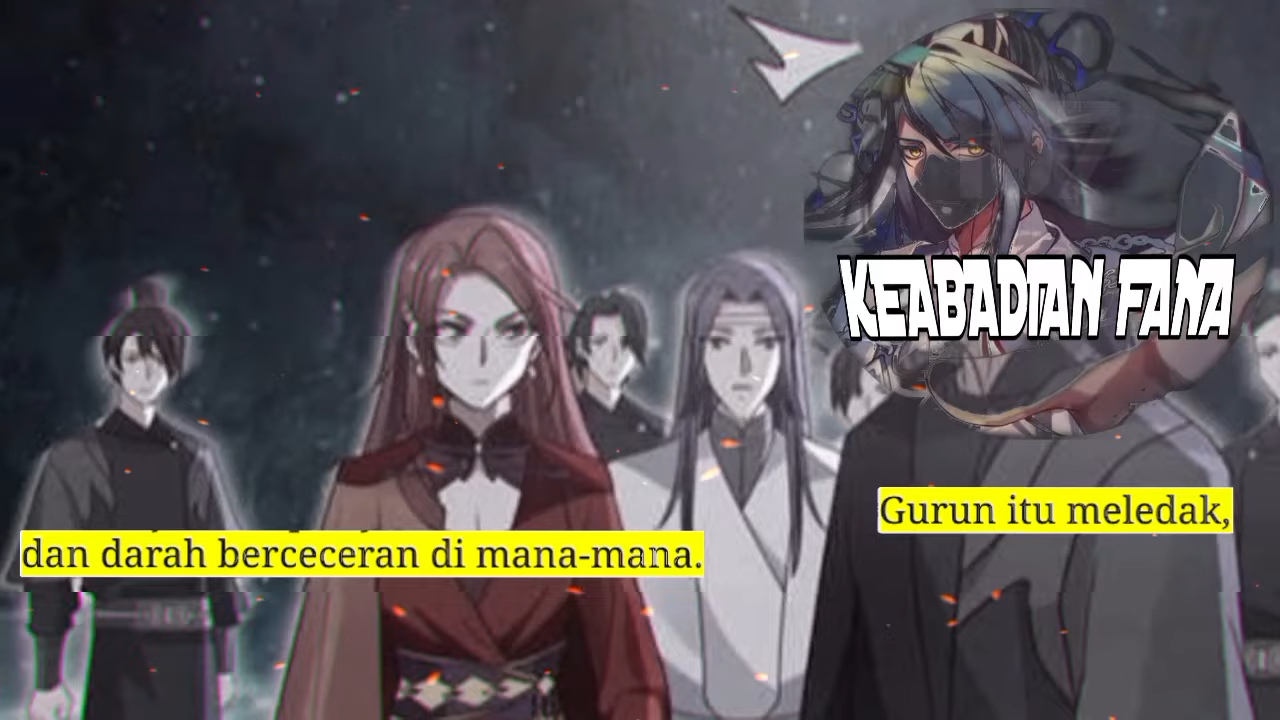 KEABADIAN FANA
Gurun itu meledak,
dan darah berceceran di mana-mana.